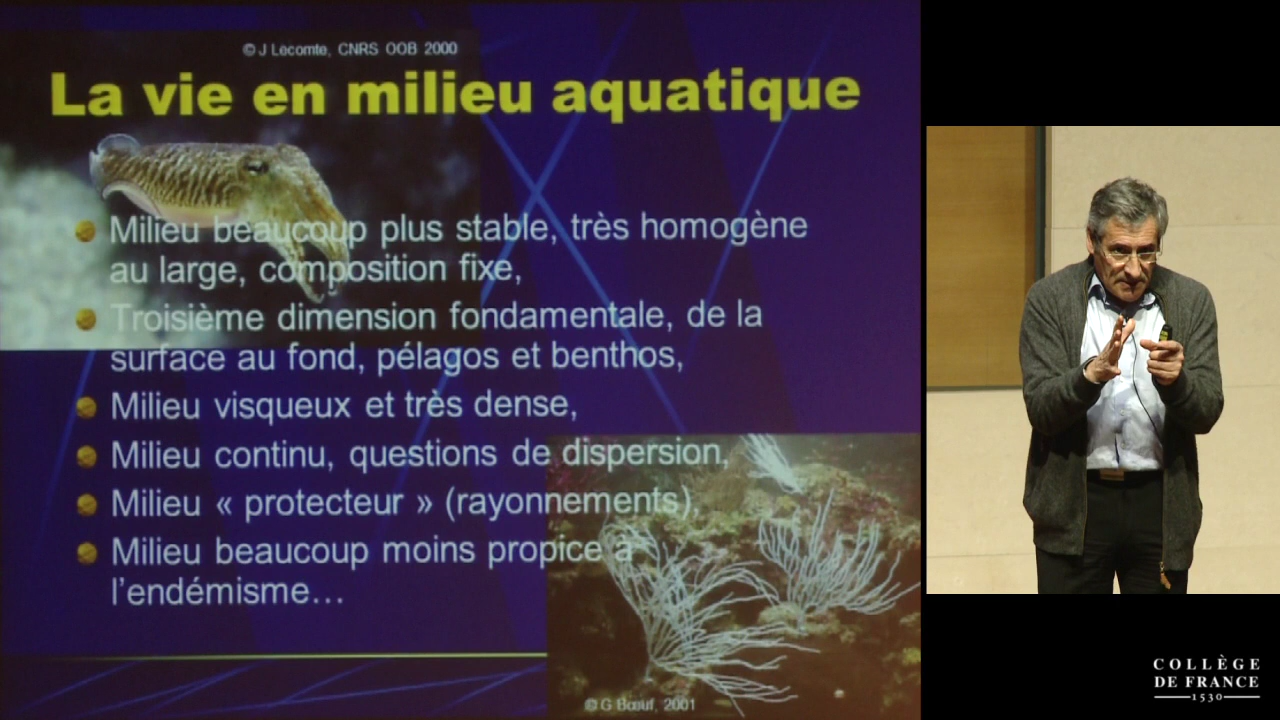 © J Lecomte, CNRS OOB 2000
La vie en milieu aquatique
Milieu beaucoup plus stable, très homogène
au large, composition fixe,
Troisième dimension fondamentale, de la
surface au fond, pélagos et benthos,
Milieu visqueux et très dense,
Milieu continu, questions de dispersion,
Milieu « protecteur » (rayonnements),
Milieu beaucoup moins propice à
l'endémisme…
© G Bœuf, 2001
COLLÈGE
DE FRANCE
1530